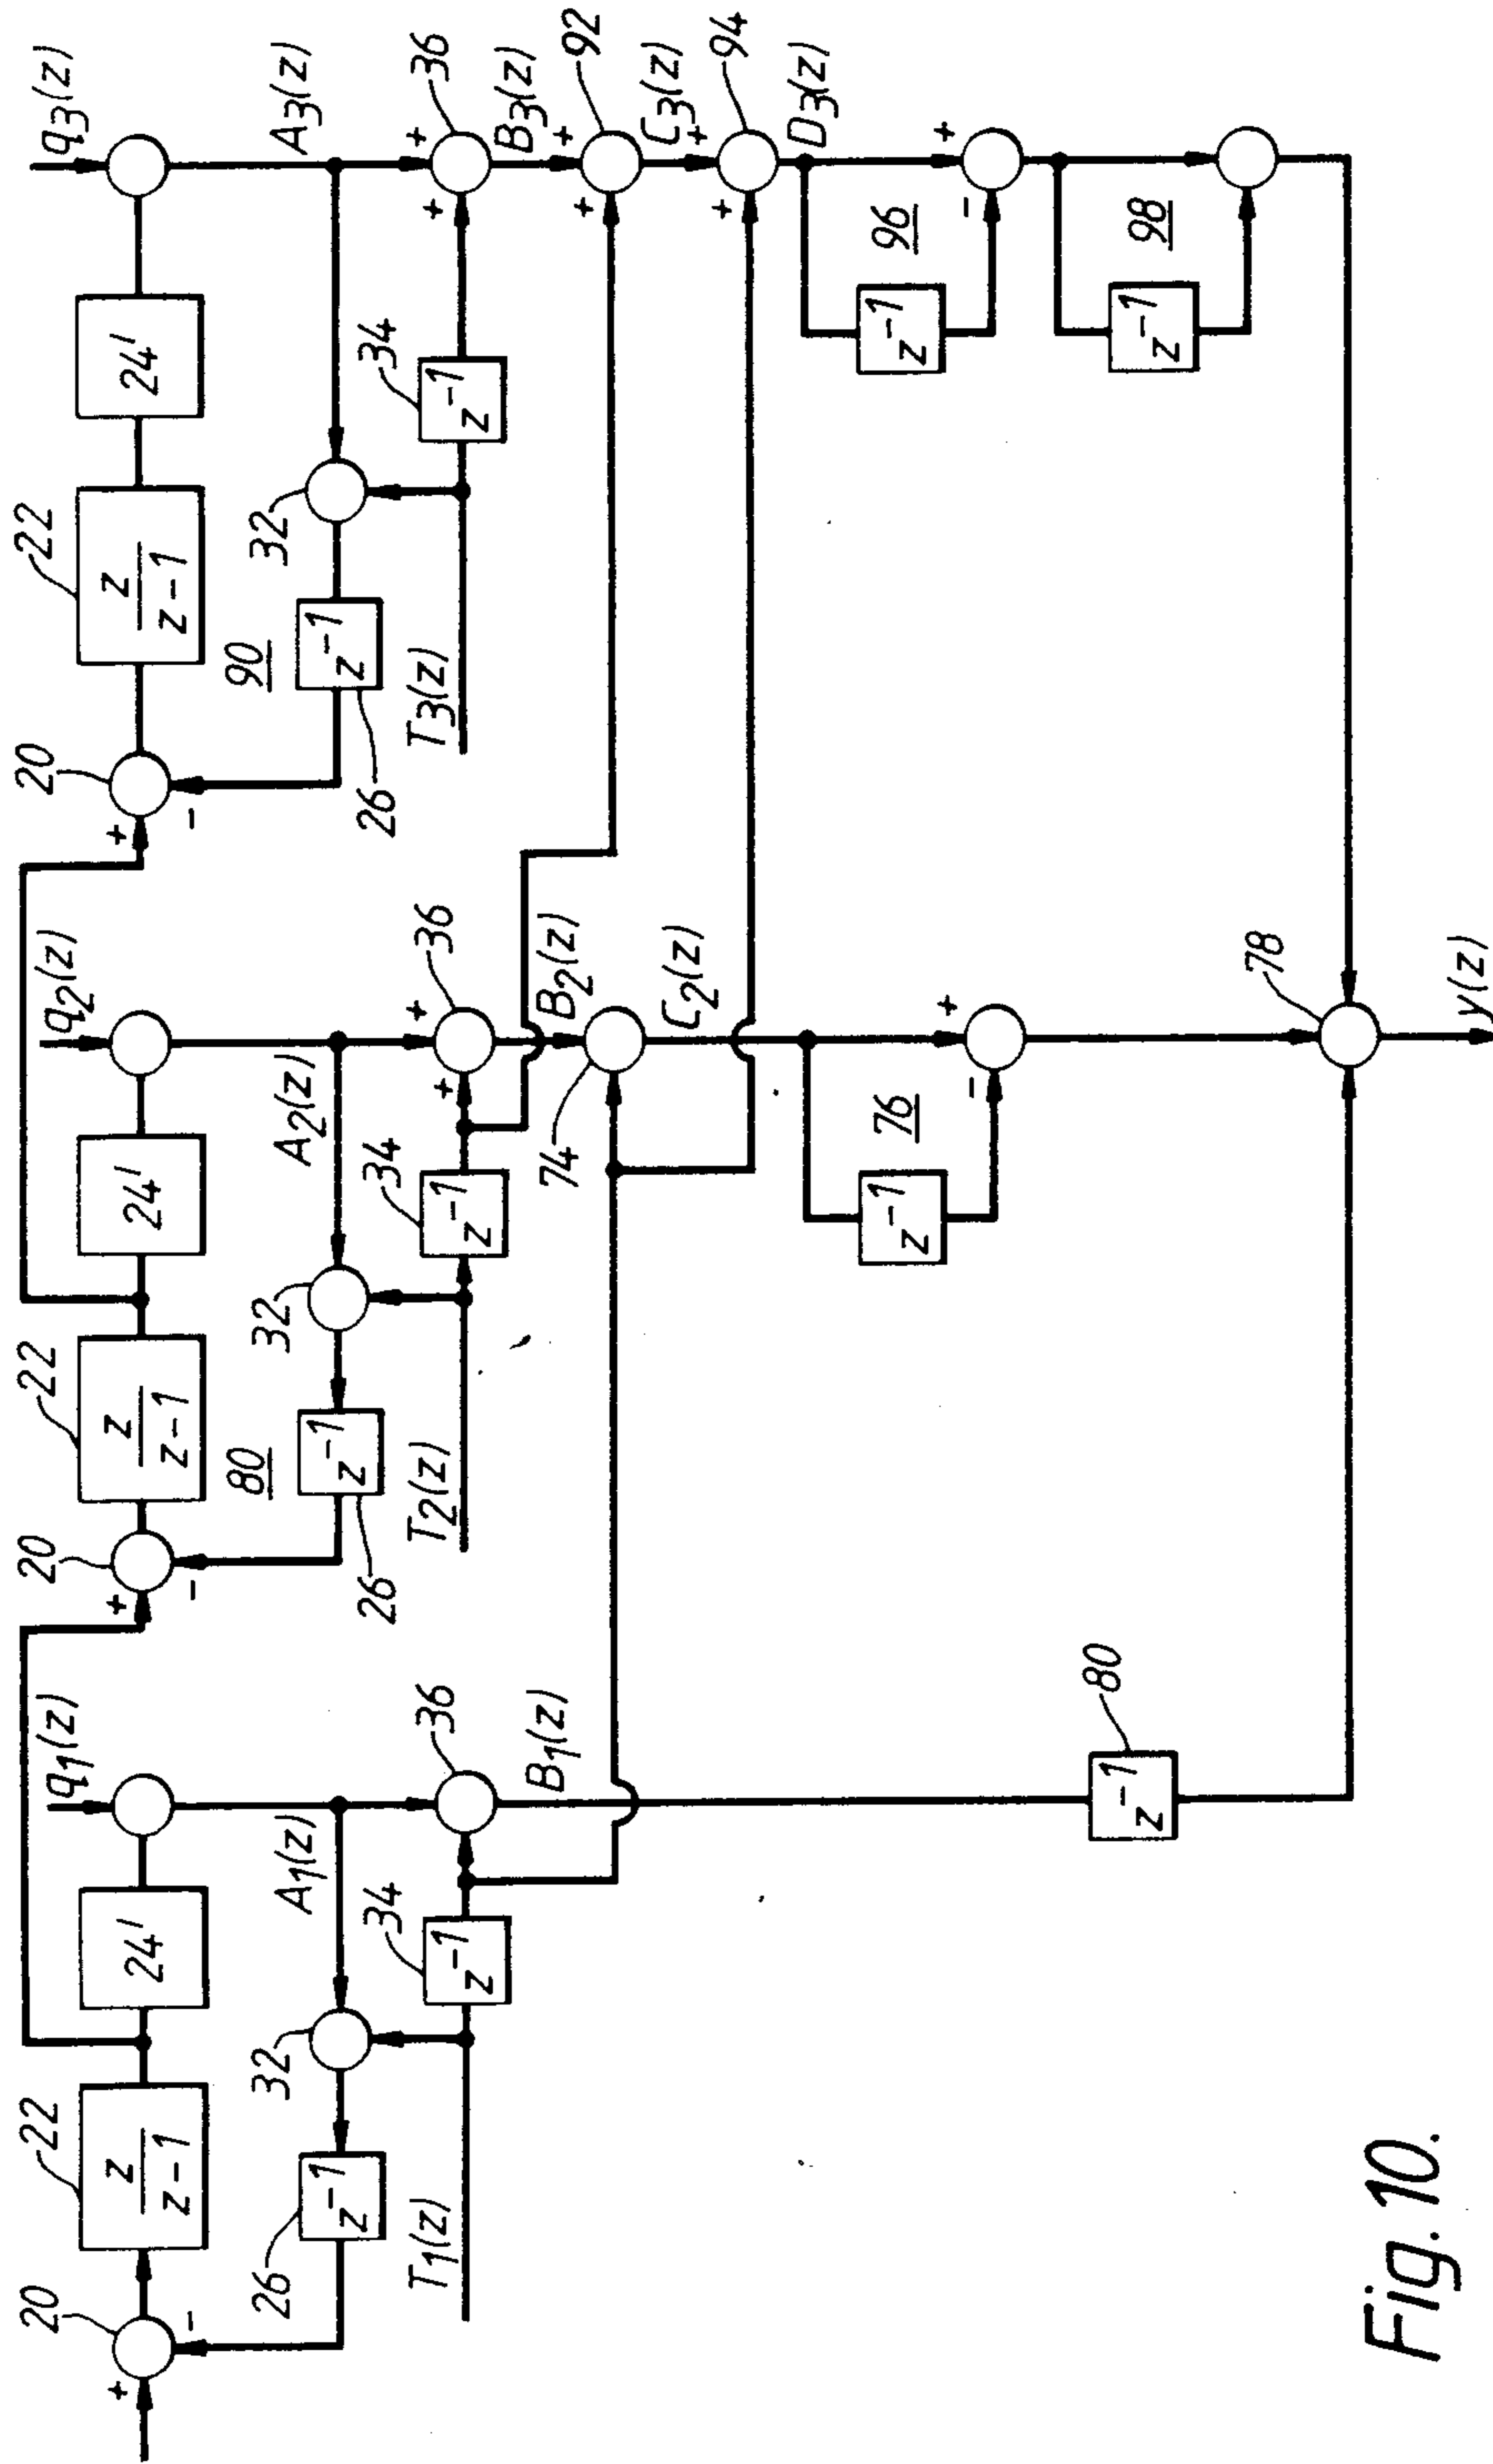 20
22
z
z-1
24'
q1(z)
A1(z)
32
26
z-1
T1(z)
34
z-1
36
B1(z)
80
z-1
20
22
z
z-1
24'
q2(z)
A2(z)
80
32
26
z-1
T2(z)
34
z-1
36
B2(z)
74
C2(z)
76
z-1
+
-
20
22
z
z-1
24'
q3(z)
A3(z)
90
32
26
z-1
T3(z)
34
z-1
36
B3(z)
92
C3(z)
94
D3(z)
96
z-1
98
z-1
78
y(z)
Fig. 10.